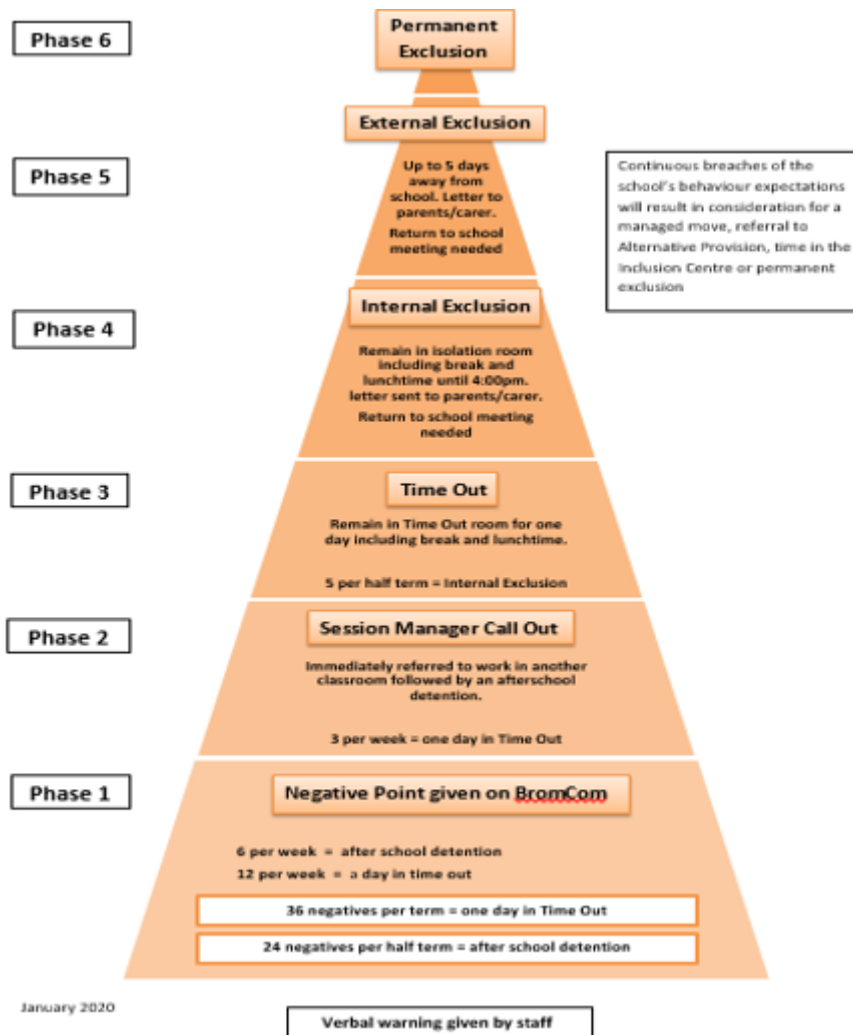 Phase 6
Permanent
Exclusion
External Exclusion
Phase 5
Up to 5 days
away from
school. Letter to
parents/carer.
Return to school
meeting needed
Continuous breaches of the
school's behaviour expectations
will result in consideration for a
managed move, referral to
Alternative Provision, time in the
Inclusion Centre or permanent
exclusion
Phase 4
Internal Exclusion
Remain in isolation room
including break and
lunchtime until 4:00pm.
letter sent to parents/carer.
Return to school meeting
needed
Phase 3
Time Out
Remain in Time Out room for one
day including break and lunchtime.
5 per half term = Internal Exclusion
Phase 2
Session Manager Call Out
Immediately referred to work in another
classroom followed by an afterschool
detention.
3 per week = one day in Time Out
Phase 1
Negative Point given on BromCom
6 per week = after school detention
12 per week = a day in time out
36 negatives per term = one day in Time Out
24 negatives per half term = after school detention
January 2020
Verbal warning given by staff